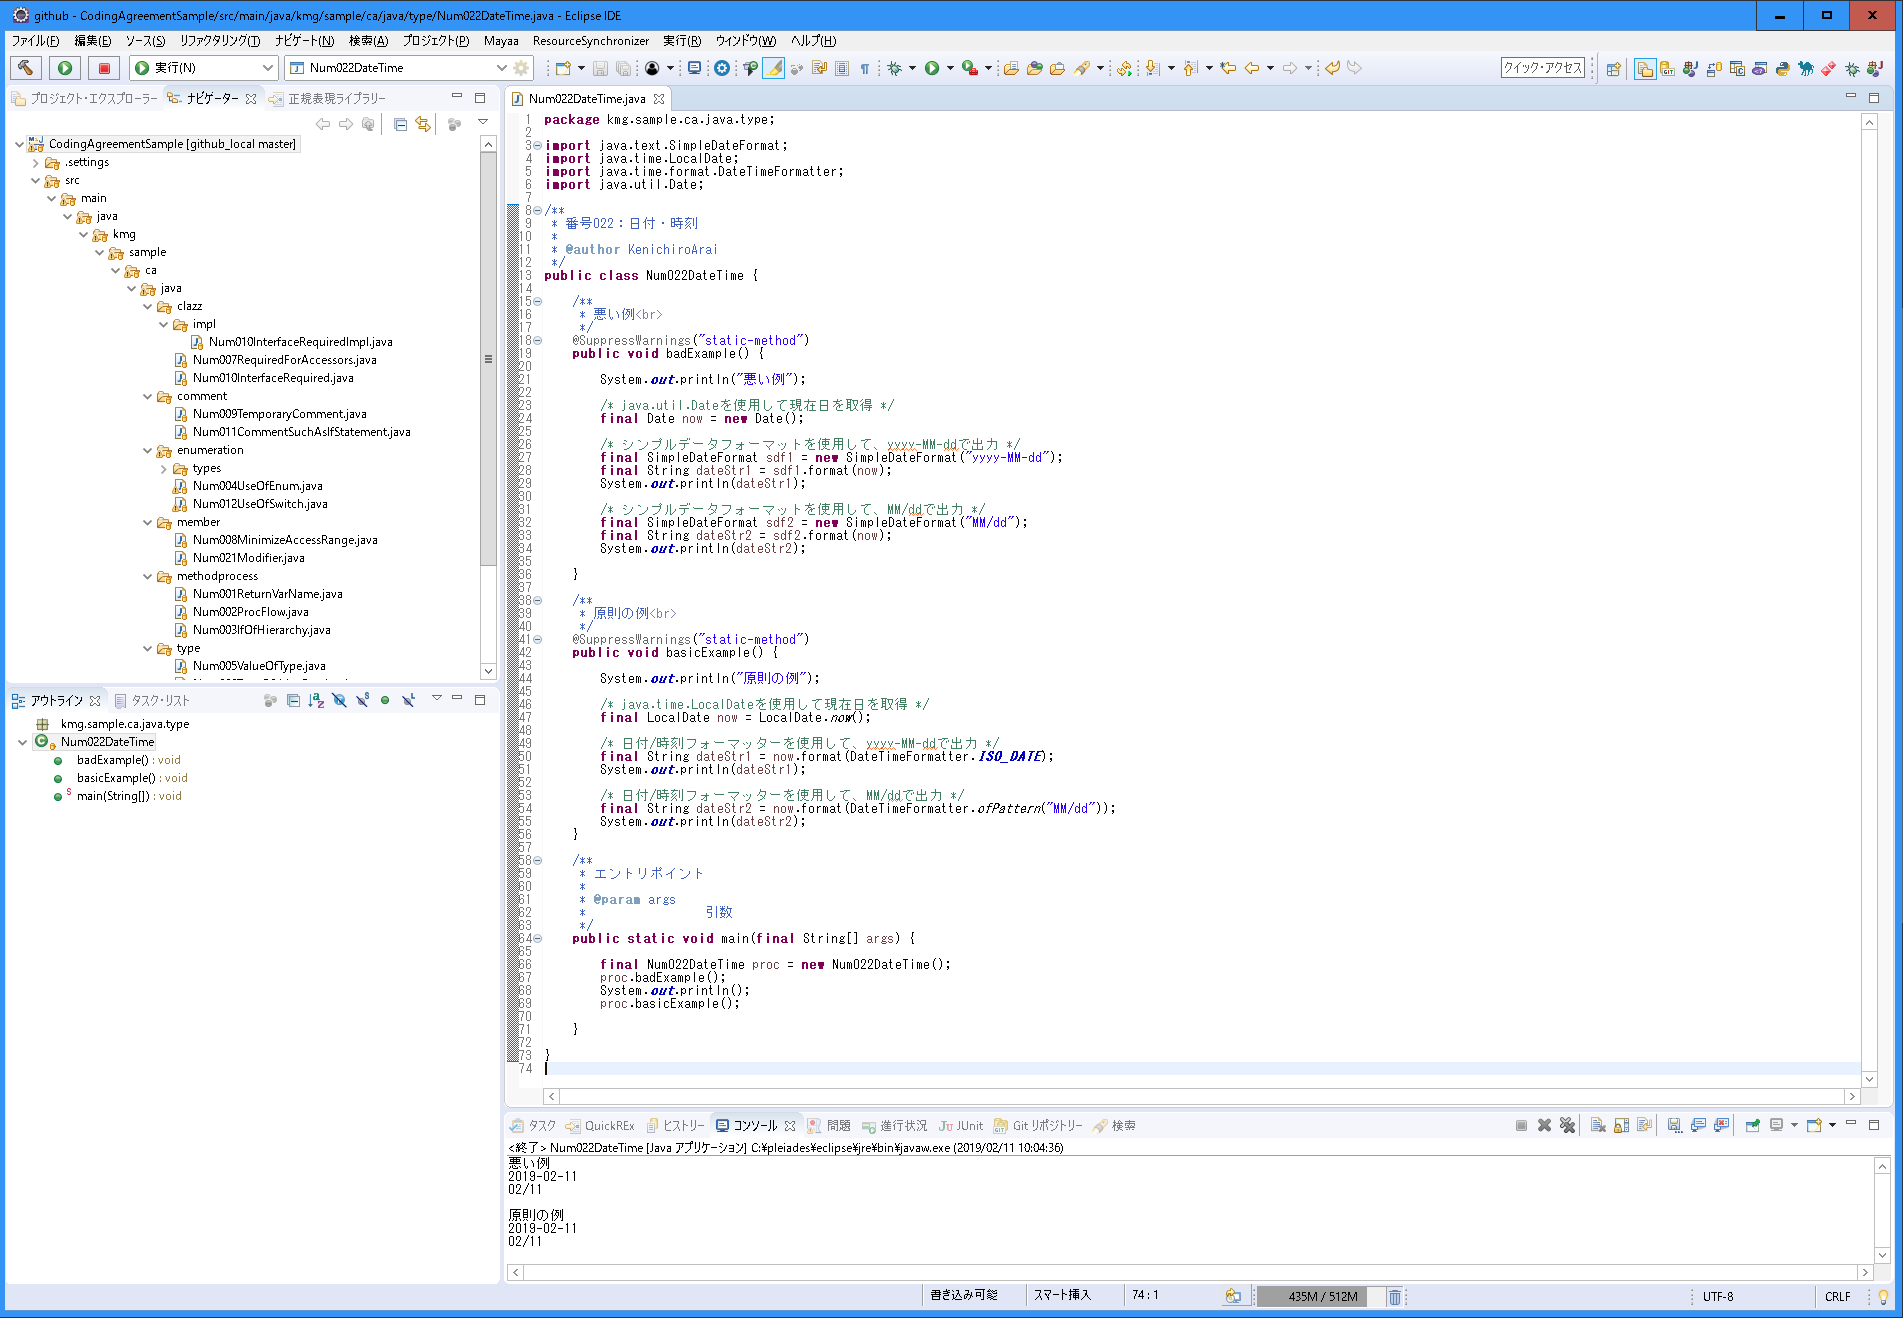 github - CodingAgreementSample/src/main/java/kmg/sample/ca/java/type/Num022DateTime.java - Eclipse IDE
ファイル(F) 編集(E) ソース(S) リファクタリング(T) ナビゲート(N) 検索(A) プロジェクト(P) Mayaa ResourceSynchronizer 実行(R) ウィンドウ(W) ヘルプ(H)
実行(N) Num022DateTime クイック・アクセス
プロジェクト・エクスプローラー ナビゲーター 正規表現ライブラリー
CodingAgreementSample [github_local master]
.settings
src
main
java
kmg
sample
ca
java
clazz
impl
Num010InterfaceRequiredImpl.java
Num007RequiredForAccessors.java
Num010InterfaceRequired.java
comment
Num009TemporaryComment.java
Num011CommentSuchAsIfStatement.java
enumeration
types
Num004UseOfEnum.java
Num012UseOfSwitch.java
member
Num008MinimizeAccessRange.java
Num021Modifier.java
methodprocess
Num001ReturnVarName.java
Num002ProcFlow.java
Num003IfOfHierarchy.java
type
Num005ValueOfType.java
アウトライン タスク・リスト
kmg.sample.ca.java.type
Num022DateTime
badExample() : void
basicExample() : void
S main(String[]) : void
Num022DateTime.java
1 package kmg.sample.ca.java.type;
2
3 import java.text.SimpleDateFormat;
4 import java.time.LocalDate;
5 import java.time.format.DateTimeFormatter;
6 import java.util.Date;
7
8 /**
9 * 番号022：日付・時刻
10 *
11 * @author KenichiroArai
12 */
13 public class Num022DateTime {
14
15 /**
16 * 悪い例<br>
17 */
18 @SuppressWarnings("static-method")
19 public void badExample() {
20
21 System.out.println("悪い例");
22
23 /* java.util.Dateを使用して現在日を取得 */
24 final Date now = new Date();
25
26 /* シンプルデータフォーマットを使用して、yyyy-MM-ddで出力 */
27 final SimpleDateFormat sdf1 = new SimpleDateFormat("yyyy-MM-dd");
28 final String dateStr1 = sdf1.format(now);
29 System.out.println(dateStr1);
30
31 /* シンプルデータフォーマットを使用して、MM/ddで出力 */
32 final SimpleDateFormat sdf2 = new SimpleDateFormat("MM/dd");
33 final String dateStr2 = sdf2.format(now);
34 System.out.println(dateStr2);
35
36 }
37
38 /**
39 * 原則の例<br>
40 */
41 @SuppressWarnings("static-method")
42 public void basicExample() {
43
44 System.out.println("原則の例");
45
46 /* java.time.LocalDateを使用して現在日を取得 */
47 final LocalDate now = LocalDate.now();
48
49 /* 日付/時刻フォーマッターを使用して、yyyy-MM-ddで出力 */
50 final String dateStr1 = now.format(DateTimeFormatter.ISO_DATE);
51 System.out.println(dateStr1);
52
53 /* 日付/時刻フォーマッターを使用して、MM/ddで出力 */
54 final String dateStr2 = now.format(DateTimeFormatter.ofPattern("MM/dd"));
55 System.out.println(dateStr2);
56 }
57
58 /**
59 * エントリポイント
60 *
61 * @param args
62 * 引数
63 */
64 public static void main(final String[] args) {
65
66 final Num022DateTime proc = new Num022DateTime();
67 proc.badExample();
68 System.out.println();
69 proc.basicExample();
70
71 }
72
73 }
74
タスク QuickREx ヒストリー コンソール 問題 進行状況 JUnit Git リポジトリー 検索
<終了> Num022DateTime [Java アプリケーション] C:¥pleiades¥eclipse¥jre¥bin¥javaw.exe (2019/02/11 10:04:36)
悪い例
2019-02-11
02/11
原則の例
2019-02-11
02/11
書き込み可能 スマート挿入 74 : 1 435M / 512M UTF-8 CRLF